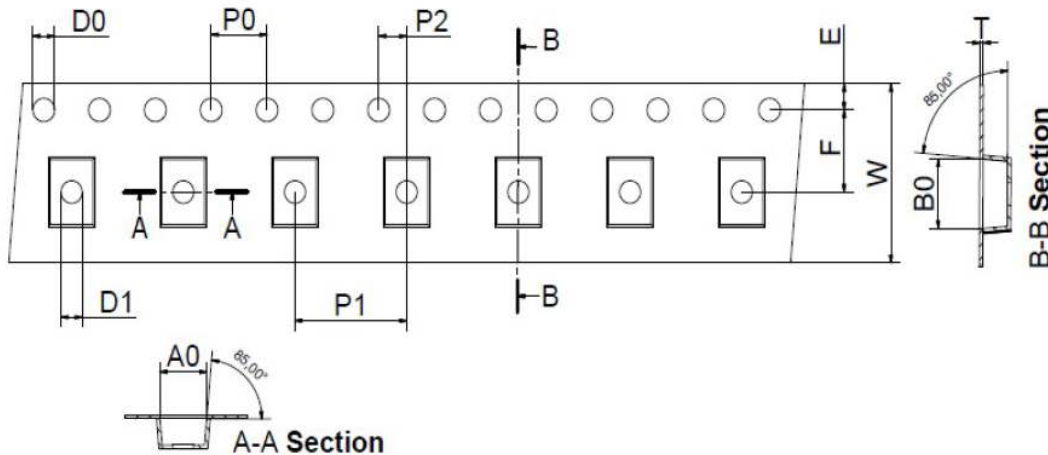 D0
P0
P2
B
E
T
85,00°
F
W
B0
B-B Section
A
A
D1
P1
B
A0
85,00°
A-A Section